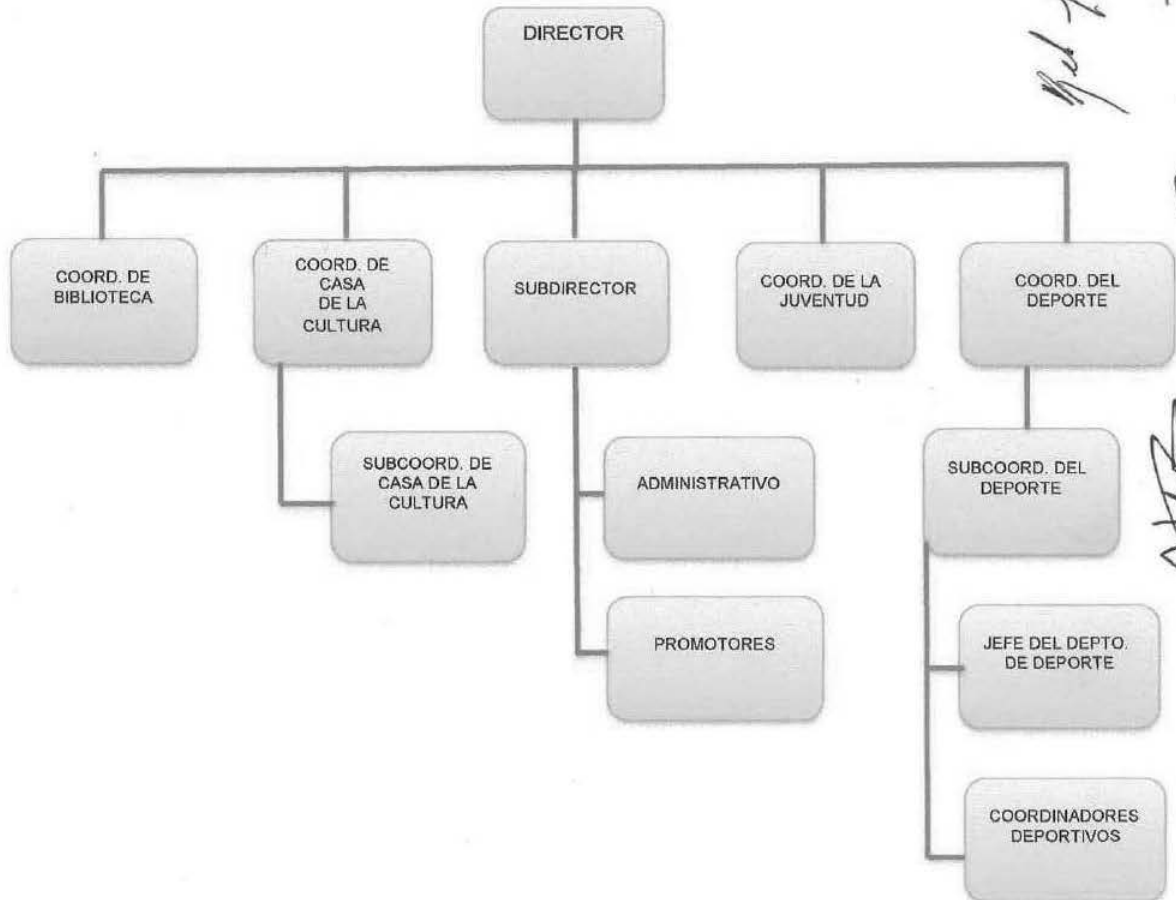 DIRECTOR
COORD. DE
BIBLIOTECA
COORD. DE
CASA
DE LA
CULTURA
SUBDIRECTOR
COORD. DE LA
JUVENTUD
COORD. DEL
DEPORTE
SUBCOORD. DE
CASA DE LA
CULTURA
ADMINISTRATIVO
SUBCOORD. DEL
DEPORTE
PROMOTORES
JEFE DEL DEPTO.
DE DEPORTE
COORDINADORES
DEPORTIVOS